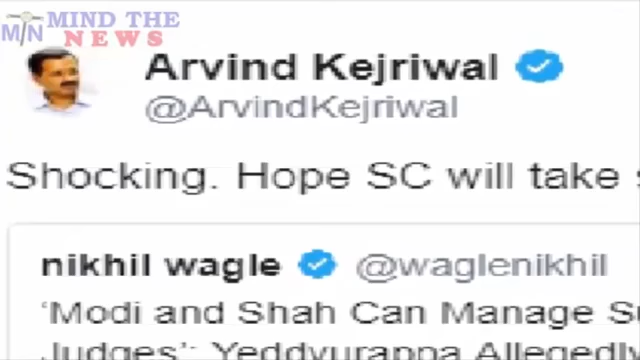 MIN MIND THE
NEWS
Arvind Kejriwal
@ArvindKejriwal
Shocking. Hope SC will take
nikhil wagle @waglenikhil
'Modi and Shah Can Manage
Judges': Yeddyurappa Allegedly